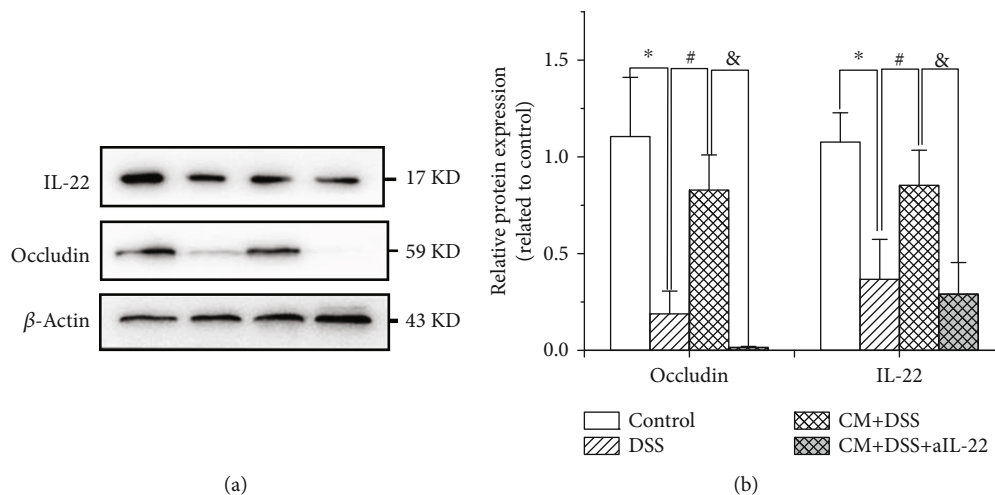 IL-22
17 KD
Occludin
59 KD
β-Actin
43 KD
(a)
Relative protein expression
(related to control)
1.5
1.0
0.5
0.0
* # &
* # &
Occludin
IL-22
Control
DSS
CM+DSS
CM+DSS+aIL-22
(b)